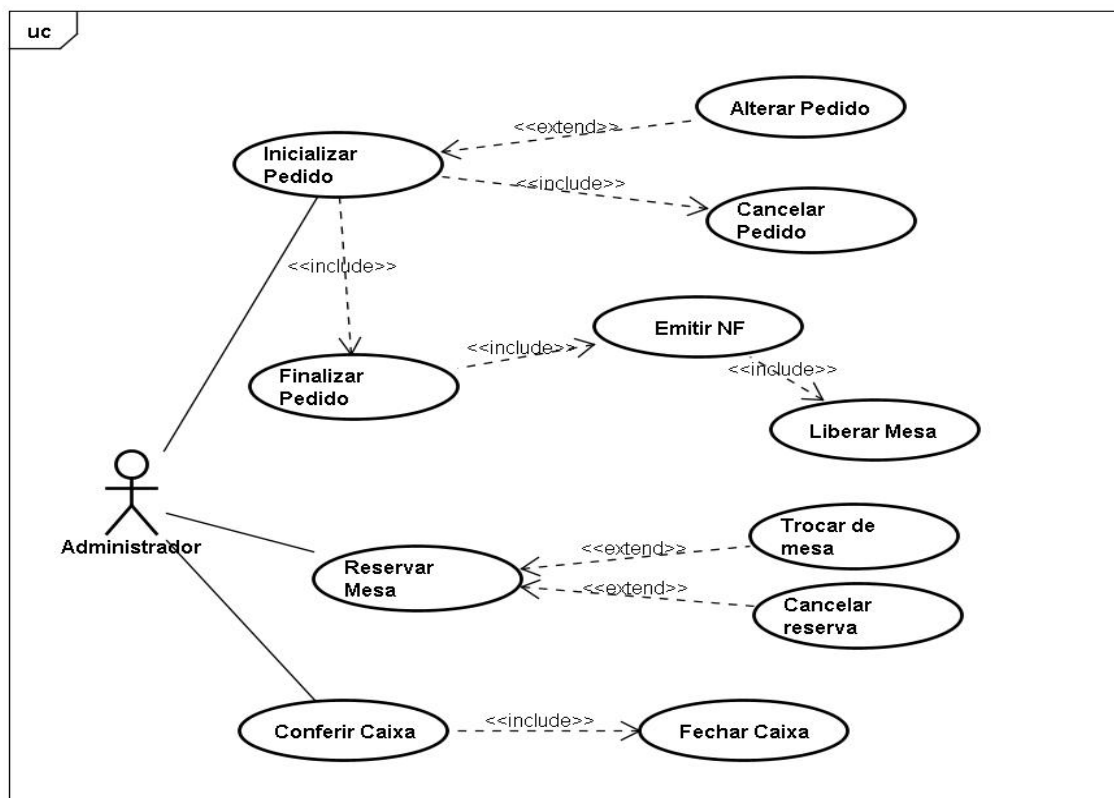 uc
Alterar Pedido
<<extend>>
Inicializar
Pedido
<<include>>
Cancelar
Pedido
<<include>>
Emitir NF
<<include>>
Finalizar
Pedido
<<include>>
Liberar Mesa
Administrador
Trocar de
mesa
<<extend>>
Reservar
Mesa
<<extend>>
Cancelar
reserva
Conferir Caixa
<<include>>
Fechar Caixa